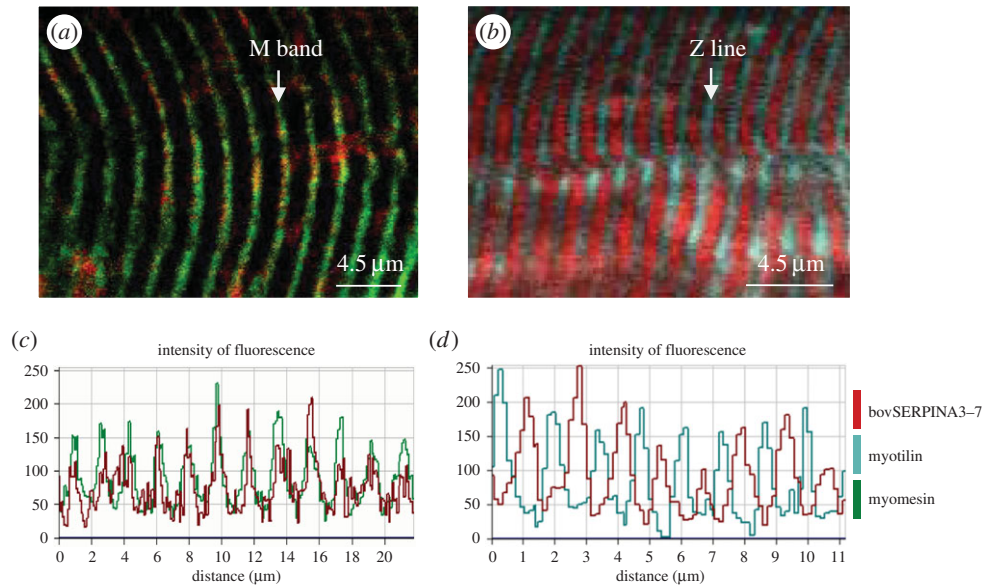 (a)
M band
4.5 µm
(b)
Z line
4.5 µm
(c)
intensity of fluorescence
250
200
150
100
50
0
0 2 4 6 8 10 12 14 16 18 20
distance (µm)
(d)
intensity of fluorescence
250
200
150
100
50
0
0 1 2 3 4 5 6 7 8 9 10 11
distance (µm)
bovSERPINA3–7
myotilin
myomesin